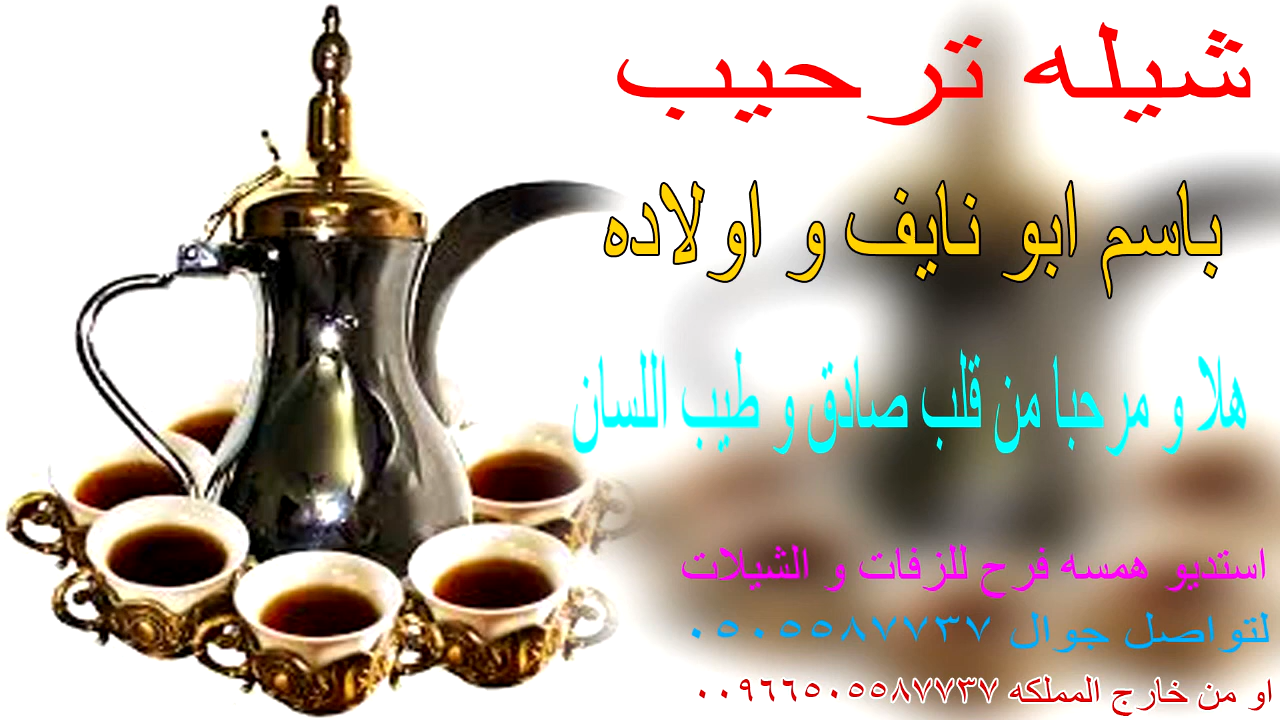 شيله ترحيب
باسم ابو نايف و اولاده
هلا و مرحبا من قلب صادق و طيب اللسان
استديو همسه فرح للزفات و الشيلات
لتواصل جوال ٠٥٠٥٥٨٧٧٣٧
او من خارج المملكه ٠٠٩٦٦٥٠٥٥٨٧٧٣٧